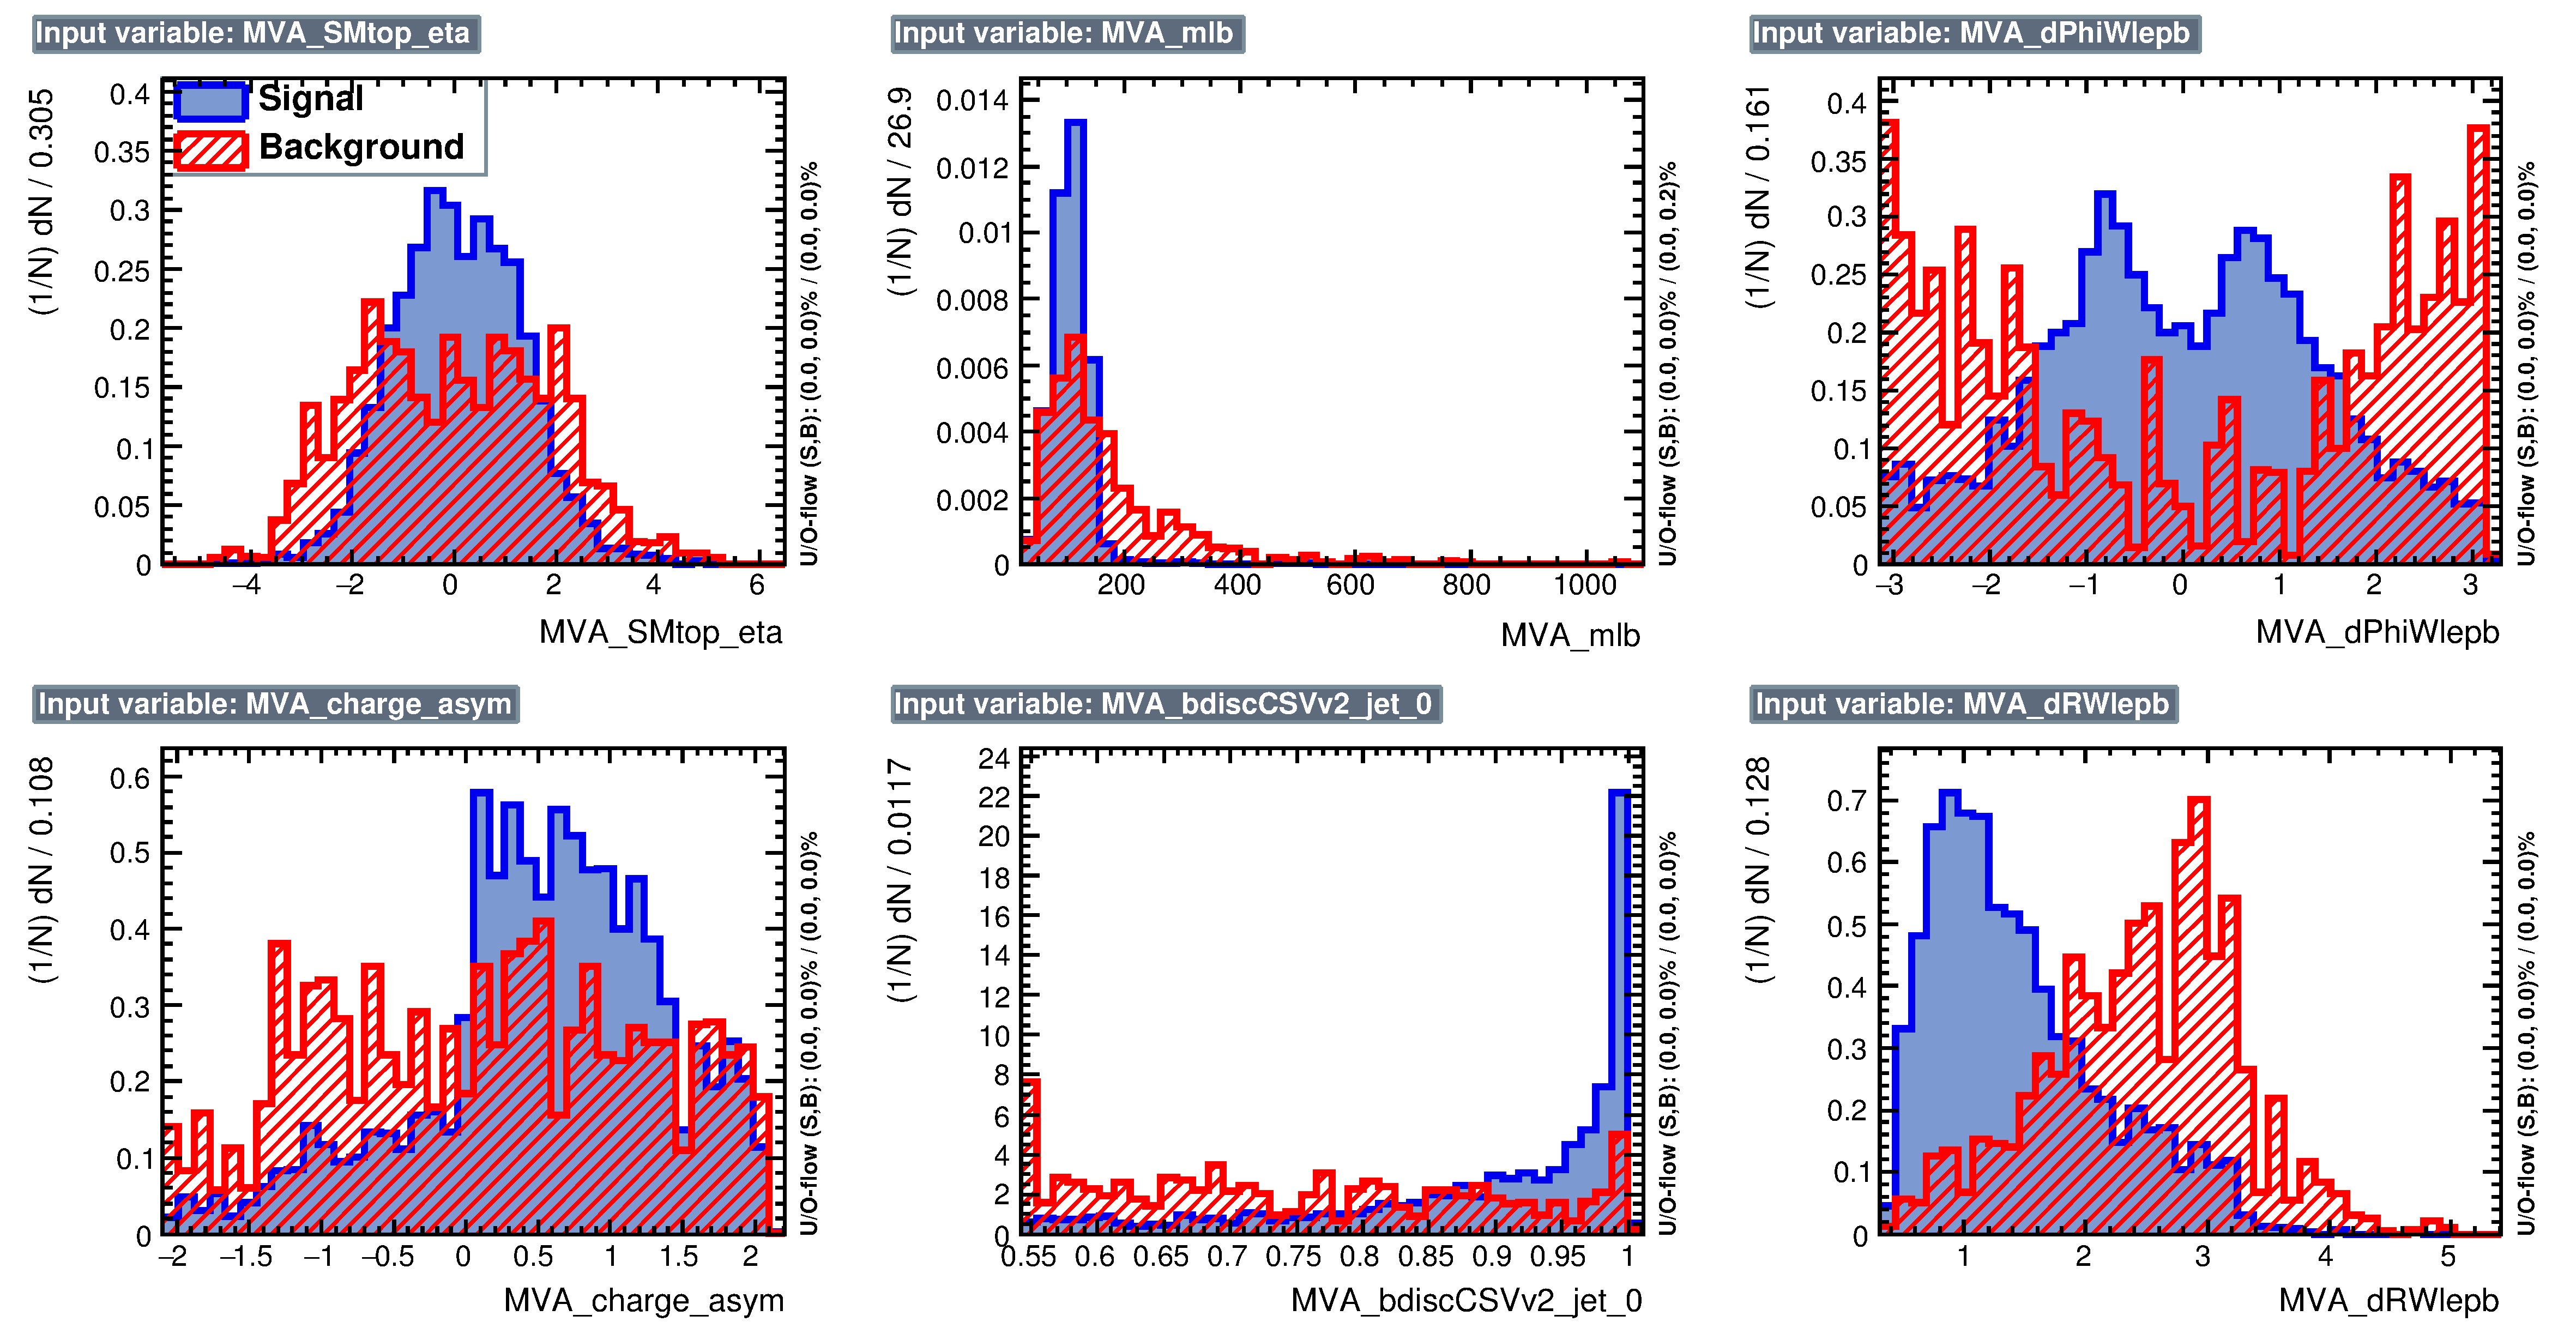 Input variable: MVA_SMtop_eta
(1/N) dN / 0.305
Signal
Background
0.4
0.35
0.3
0.25
0.2
0.15
0.1
0.05
0
−4 −2 0 2 4 6
MVA_SMtop_eta
U/O-flow (S,B): (0.0, 0.0)% / (0.0, 0.0)%
Input variable: MVA_mlb
(1/N) dN / 26.9
0.014
0.012
0.01
0.008
0.006
0.004
0.002
0
200 400 600 800 1000
MVA_mlb
U/O-flow (S,B): (0.0, 0.0)% / (0.0, 0.2)%
Input variable: MVA_dPhiWlepb
(1/N) dN / 0.161
0.4
0.35
0.3
0.25
0.2
0.15
0.1
0.05
0
−3 −2 −1 0 1 2 3
MVA_dPhiWlepb
U/O-flow (S,B): (0.0, 0.0)% / (0.0, 0.0)%
Input variable: MVA_charge_asym
(1/N) dN / 0.108
0.6
0.5
0.4
0.3
0.2
0.1
0
−2 −1.5 −1 −0.5 0 0.5 1 1.5 2
MVA_charge_asym
U/O-flow (S,B): (0.0, 0.0)% / (0.0, 0.0)%
Input variable: MVA_bdiscCSVv2_jet_0
(1/N) dN / 0.0117
24
22
20
18
16
14
12
10
8
6
4
2
0
0.55 0.6 0.65 0.7 0.75 0.8 0.85 0.9 0.95 1
MVA_bdiscCSVv2_jet_0
U/O-flow (S,B): (0.0, 0.0)% / (0.0, 0.0)%
Input variable: MVA_dRWlepb
(1/N) dN / 0.128
0.7
0.6
0.5
0.4
0.3
0.2
0.1
0
1 2 3 4 5
MVA_dRWlepb
U/O-flow (S,B): (0.0, 0.0)% / (0.0, 0.0)%